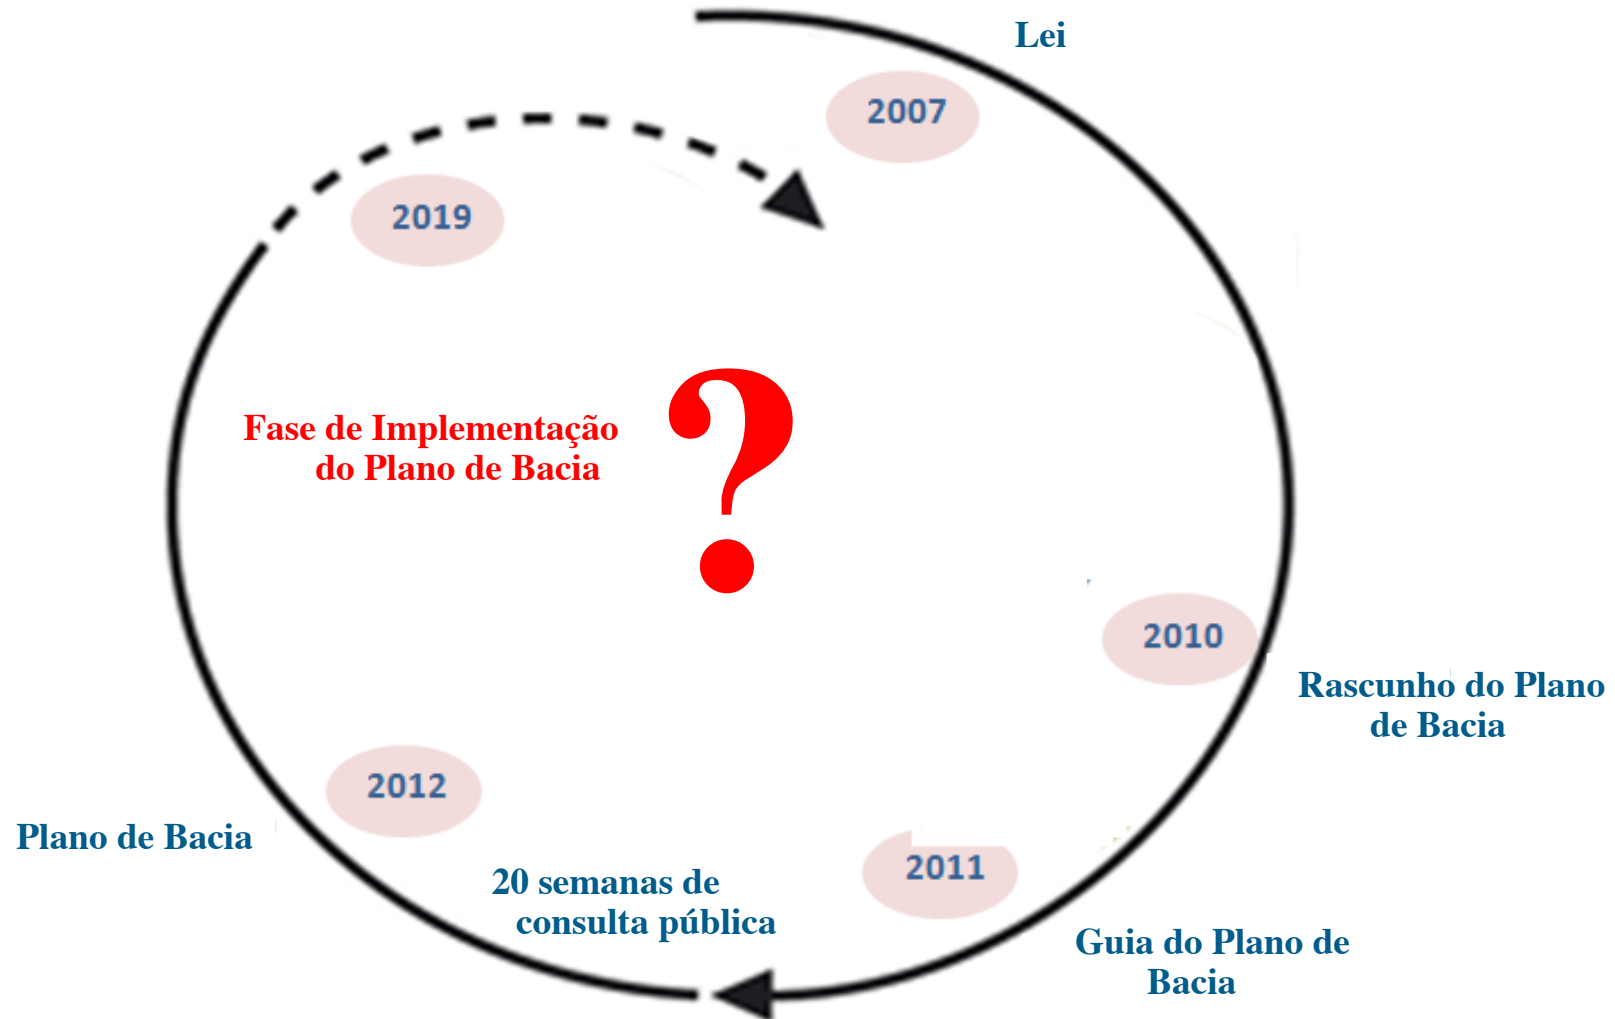 Lei
2007
2019
Fase de Implementação
do Plano de Bacia
?
2010
Rascunho do Plano
de Bacia
2012
Plano de Bacia
20 semanas de
consulta pública
2011
Guia do Plano de
Bacia